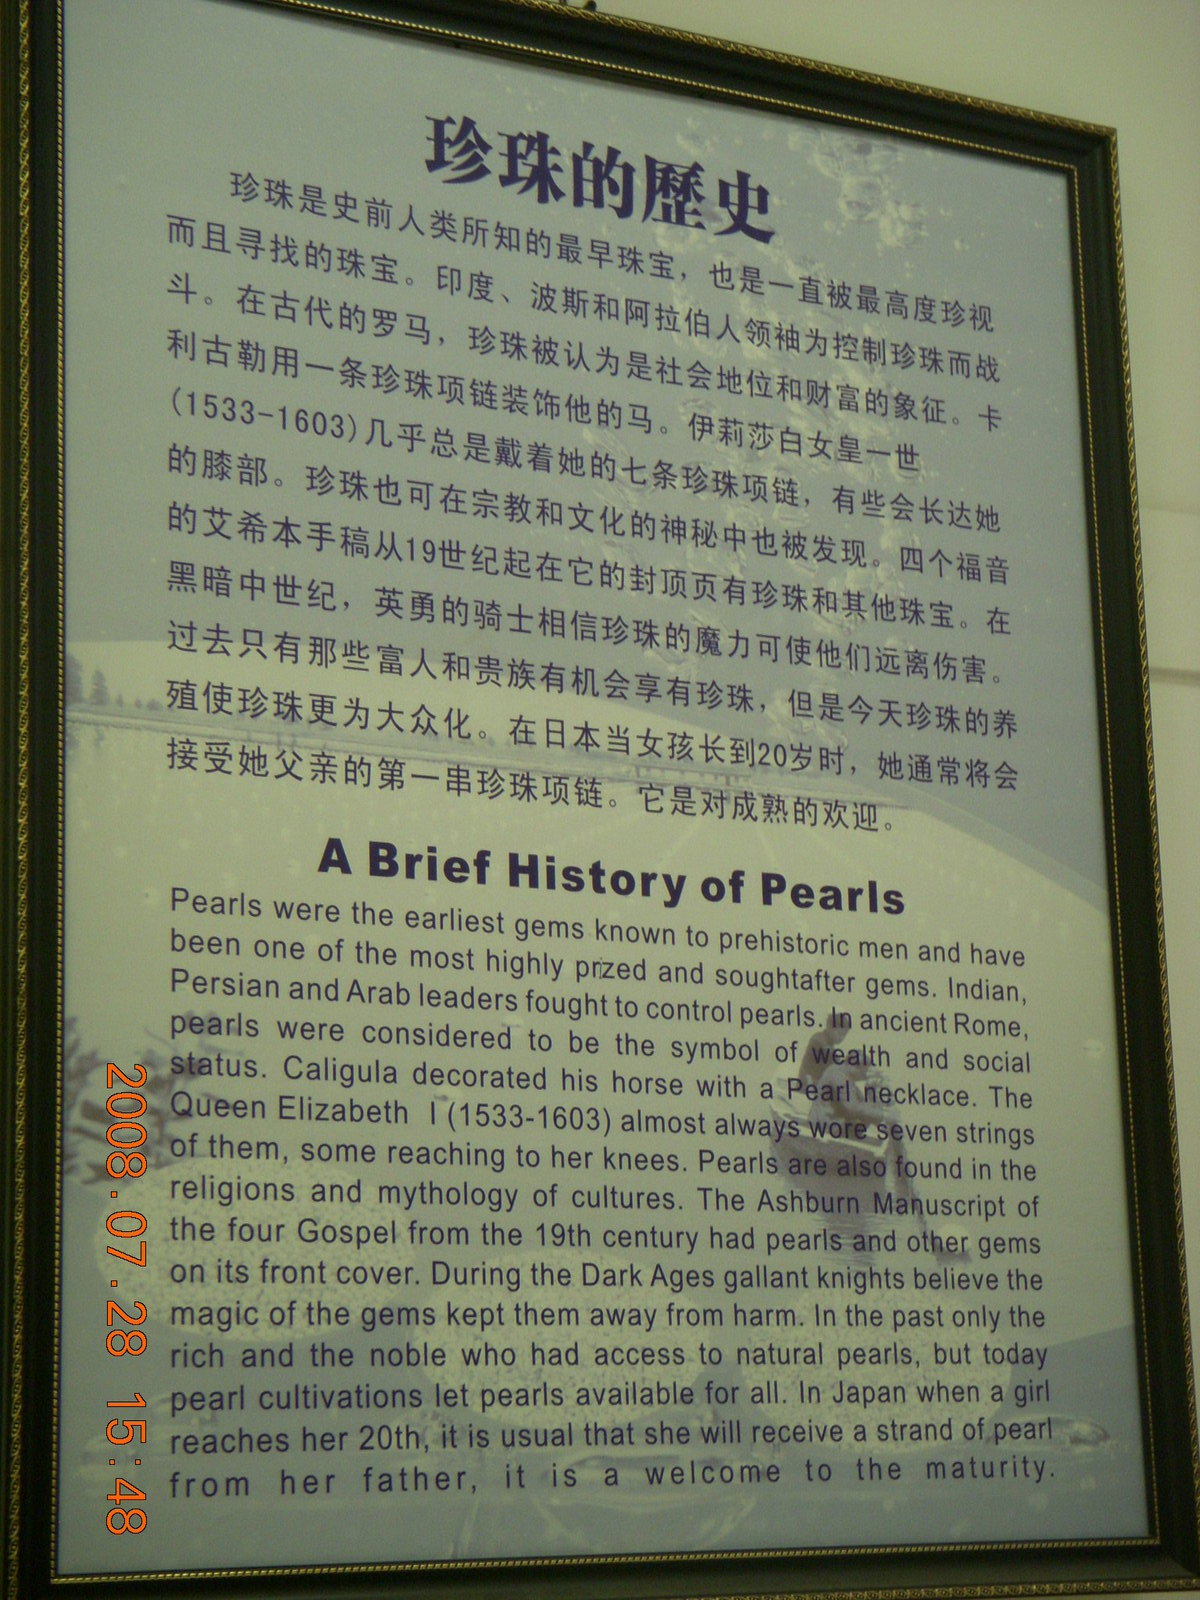 珍珠的歷史
珍珠是史前人类所知的最早珠宝，也是一直被最高度珍视
而且寻找的珠宝。印度、波斯和阿拉伯人领袖为控制珍珠而战
斗。在古代的罗马，珍珠被认为是社会地位和财富的象征。卡
利古勒用一条珍珠项链装饰他的马。伊莉莎白女皇一世
(1533-1603)几乎总是戴着她的七条珍珠项链，有些会长达她
的膝部。珍珠也可在宗教和文化的神秘中也被发现。四个福音
的艾希本手稿从19世纪起在它的封顶页有珍珠和其他珠宝。在
黑暗中世纪，英勇的骑士相信珍珠的魔力可使他们远离伤害。
过去只有那些富人和贵族有机会享有珍珠，但是今天珍珠的养
殖使珍珠更为大众化。在日本当女孩长到20岁时，她通常将会
接受她父亲的第一串珍珠项链。它是对成熟的欢迎。
A Brief History of Pearls
Pearls were the earliest gems known to prehistoric men and have
been one of the most highly prized and soughtafter gems. Indian,
Persian and Arab leaders fought to control pearls. In ancient Rome,
pearls were considered to be the symbol of wealth and social
status. Caligula decorated his horse with a Pearl necklace. The
Queen Elizabeth I (1533-1603) almost always wore seven strings
of them, some reaching to her knees. Pearls are also found in the
religions and mythology of cultures. The Ashburn Manuscript of
the four Gospel from the 19th century had pearls and other gems
on its front cover. During the Dark Ages gallant knights believe the
magic of the gems kept them away from harm. In the past only the
rich and the noble who had access to natural pearls, but today
pearl cultivations let pearls available for all. In Japan when a girl
reaches her 20th, it is usual that she will receive a strand of pearl
from her father, it is a welcome to the maturity.
2008.07.28 15:48